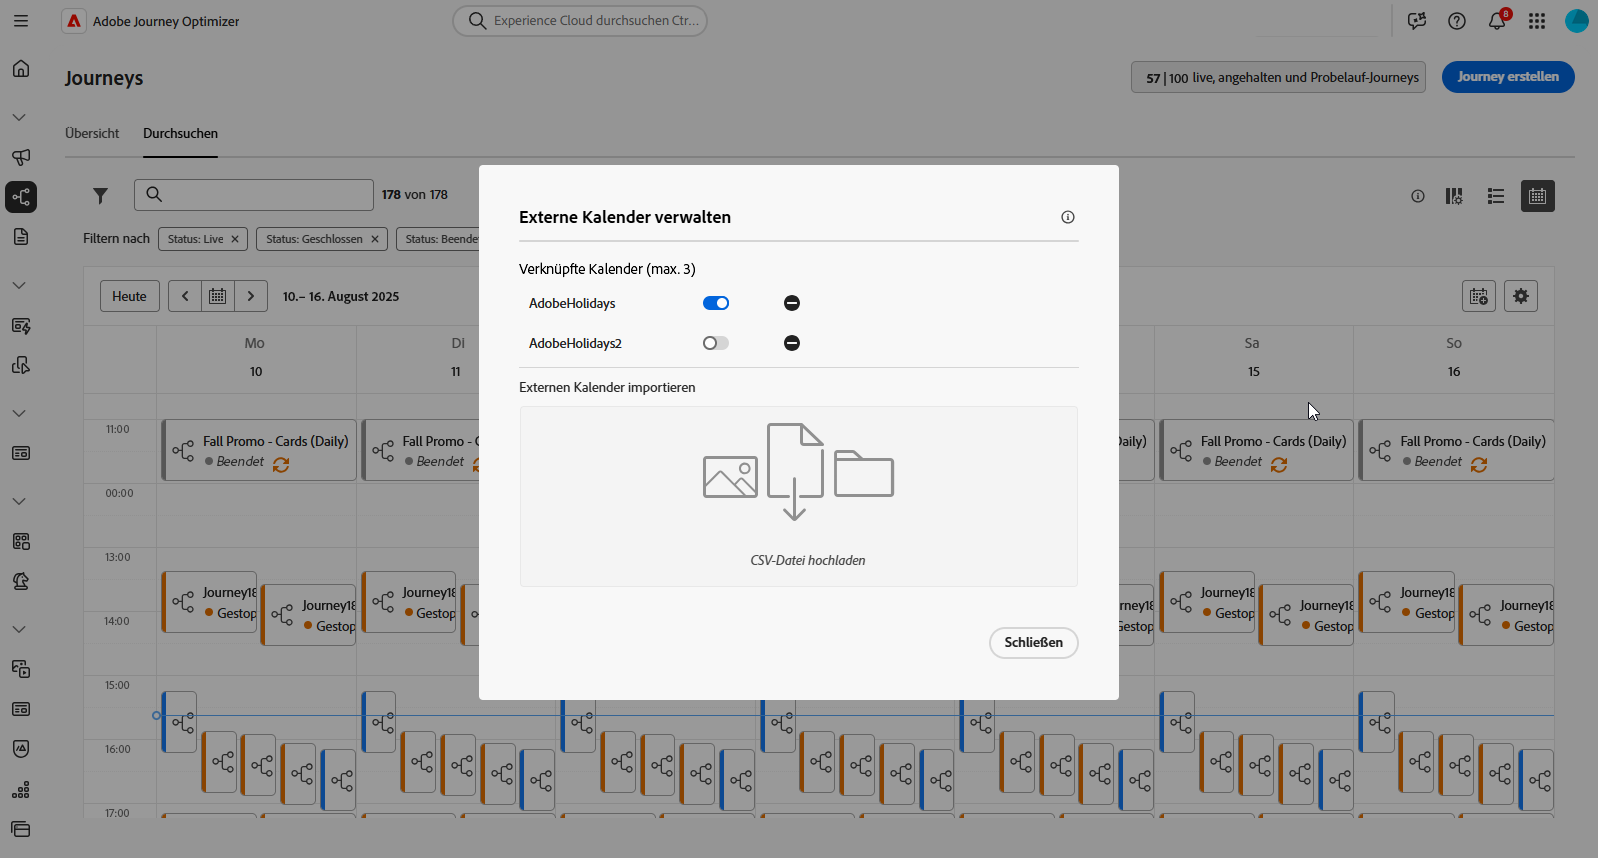 Adobe Journey Optimizer
Experience Cloud durchsuchen Ctr...
8
Journeys
57 | 100 live, angehalten und Probelauf-Journeys
Journey erstellen
Übersicht
Durchsuchen
178 von 178
Filtern nach
Status: Live
Status: Geschlossen
Status: Beende
Heute
10.– 16. August 2025
Mo
Di
Sa
So
10
11
15
16
Externe Kalender verwalten
Verknüpfte Kalender (max. 3)
AdobeHolidays
AdobeHolidays2
Externen Kalender importieren
CSV-Datei hochladen
Schließen
11:00
Fall Promo - Cards (Daily)
Beendet
Fall Promo - C
Beendet
Daily)
Fall Promo - Cards (Daily)
Beendet
Fall Promo - Cards (Daily)
Beendet
00:00
13:00
Journey18
Gestop
Journey18
Gestop
Journey18
Gestop
rney18
Gestop
Journey18
Gestop
Journey18
Gestop
Journey18
Gestop
Journey18
Gestop
14:00
15:00
16:00
17:00